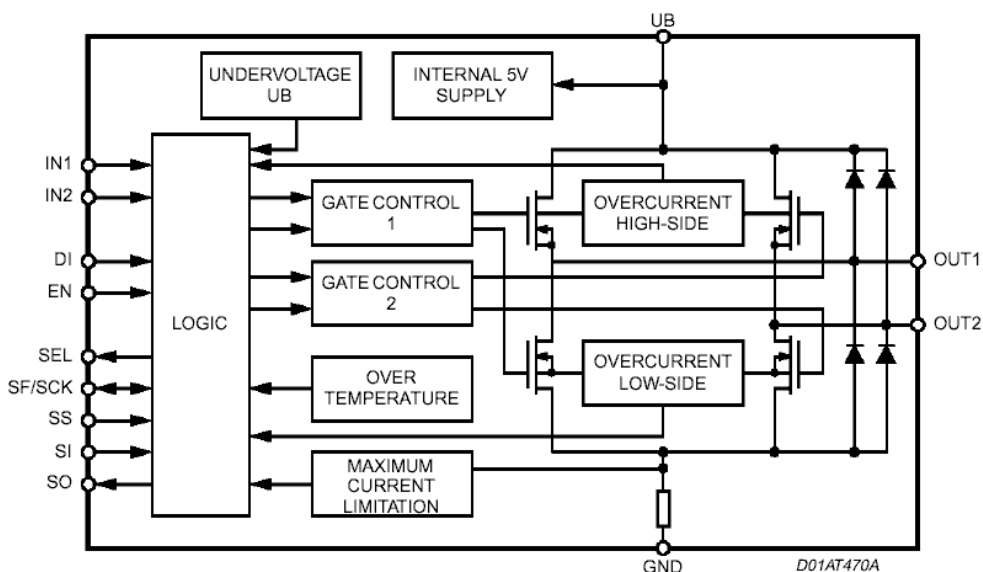 UB
UNDERVOLTAGE
UB
INTERNAL 5V
SUPPLY
IN1
IN2
GATE CONTROL
1
OVERCURRENT
HIGH-SIDE
DI
EN
GATE CONTROL
2
OUT1
LOGIC
OUT2
SEL
SF/SCK
OVER
TEMPERATURE
OVERCURRENT
LOW-SIDE
SS
SI
SO
MAXIMUM
CURRENT
LIMITATION
GND
D01AT470A